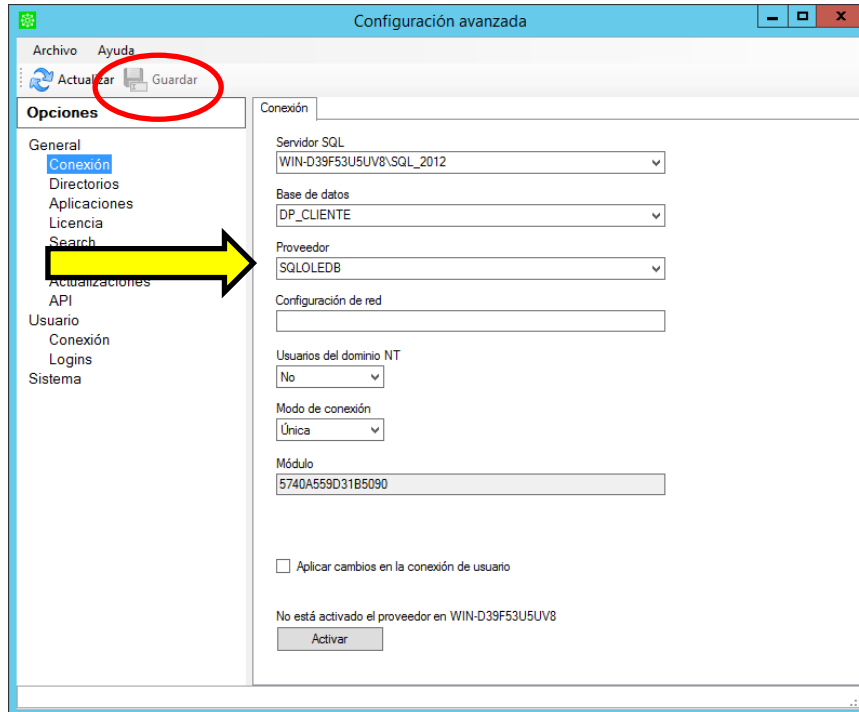 Configuración avanzada
Archivo Ayuda
Actualizar Guardar
Opciones
General
Conexión
Directorios
Aplicaciones
Licencia
Search
Actualizaciones
API
Usuario
Conexión
Logins
Sistema
Conexión
Servidor SQL
WIN-D39F53U5UV8\SQL_2012
Base de datos
DP_CLIENTE
Proveedor
SQLOLEDB
Configuración de red
Usuarios del dominio NT
No
Modo de conexión
Única
Módulo
5740A559D31B5090
Aplicar cambios en la conexión de usuario
No está activado el proveedor en WIN-D39F53U5UV8
Activar